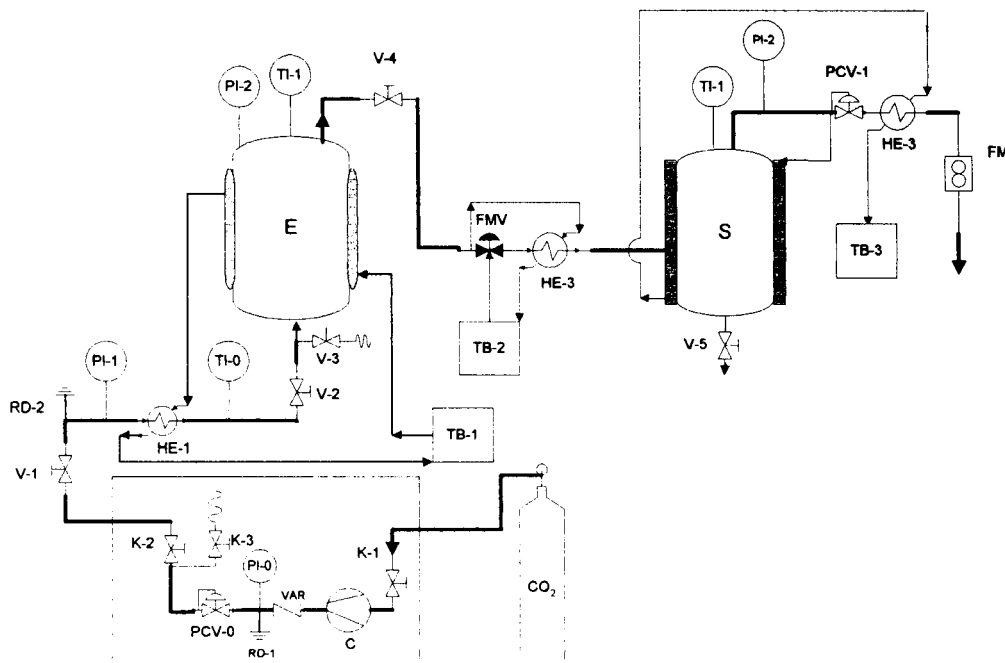 PI-2
V-4
TI-1
PI-2
TI-1
PCV-1
HE-3
FM
E
S
FMV
HE-3
TB-3
TB-2
V-3
V-5
PI-1
TI-0
V-2
RD-2
HE-1
TB-1
V-1
K-2
K-3
K-1
PI-0
CO₂
VAR
PCV-0
C
RD-1